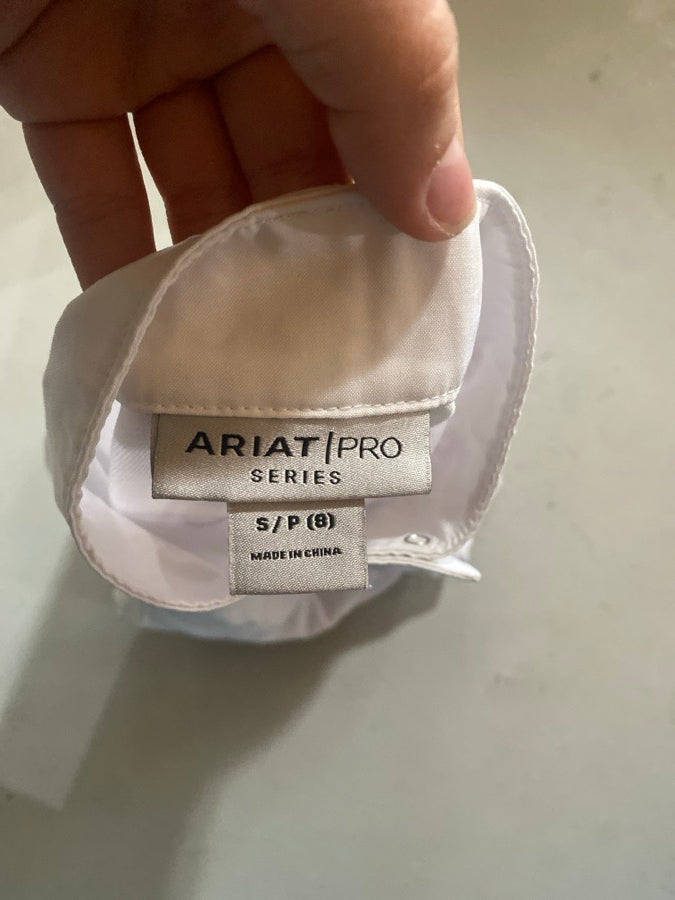 ARIAT|PRO
SERIES
S/P (8)
MADE IN CHINA